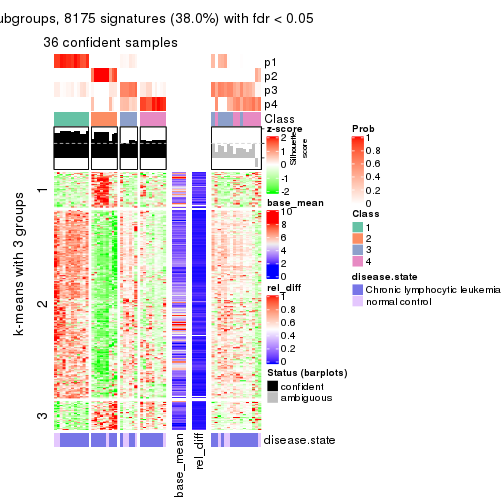 ubgroups, 8175 signatures (38.0%) with fdr < 0.05
36 confident samples
p1
p2
p3
p4
Class
Silhouette score
1
2
3
k-means with 3 groups
base_mean
rel_diff
disease.state
z-score
2
1
0
-1
-2
base_mean
10
8
6
4
2
0
rel_diff
1
0.8
0.6
0.4
0.2
0
Status (barplots)
confident
ambiguous
Prob
1
0.8
0.6
0.4
0.2
0
Class
1
2
3
4
disease.state
Chronic lymphocytic leukemia
normal control